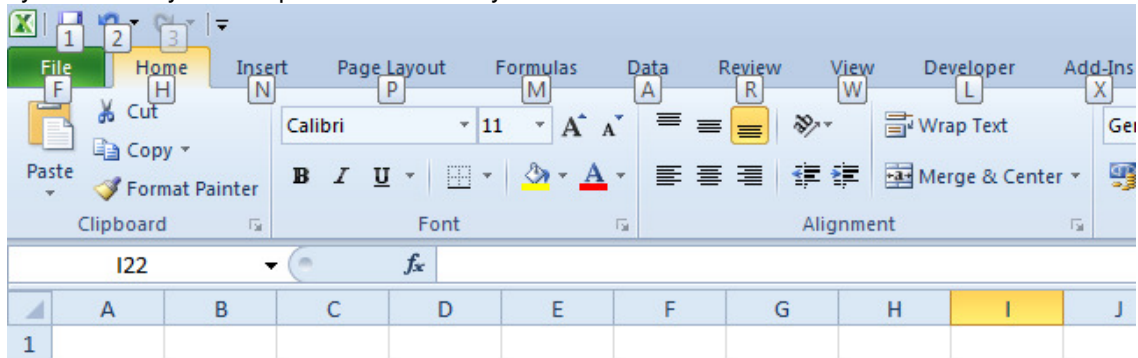 1 2 3
File Home Insert Page Layout Formulas Data Review View Developer Add-Ins
F H N P M A R W L X
Cut
Calibri 11 A A Wrap Text Ger
Copy
Paste
B I U A Merge & Center
Format Painter
Clipboard Font Alignment
I22 fx
A B C D E F G H I J
1